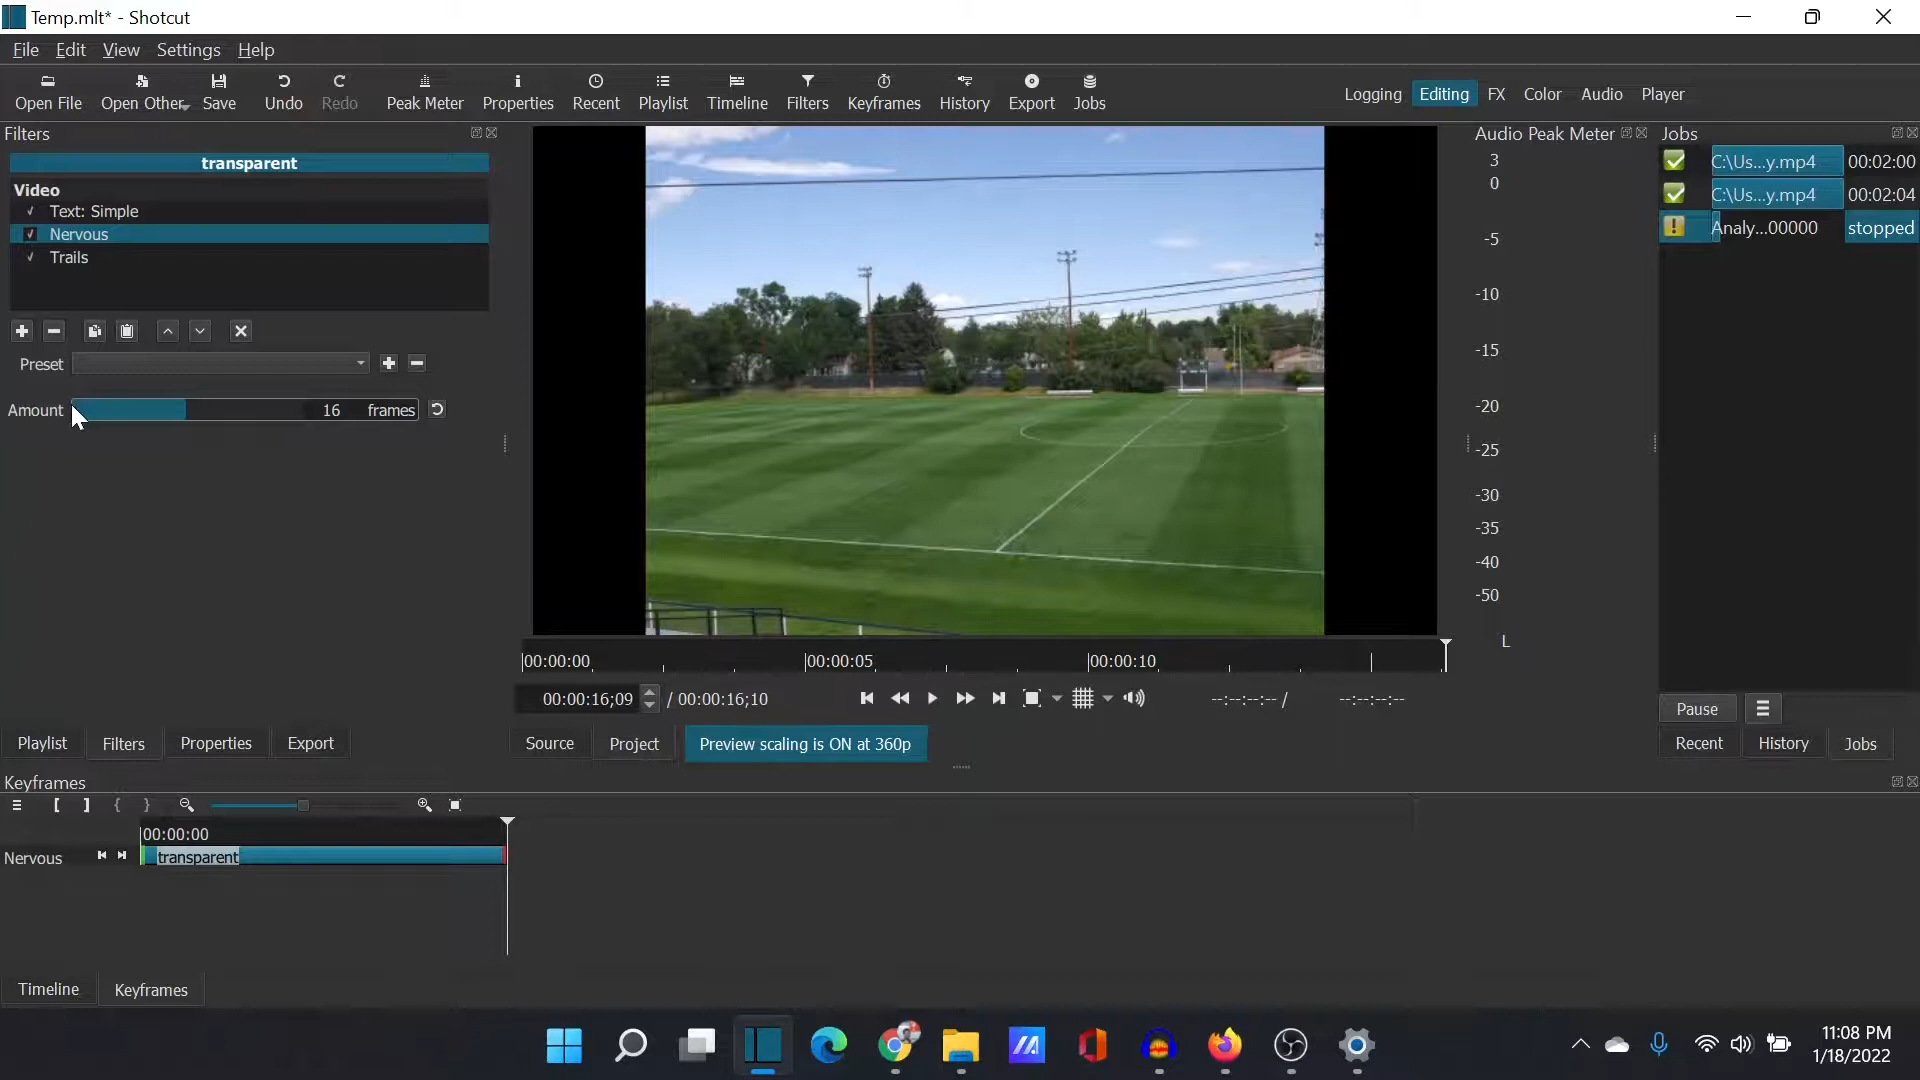 Temp.mlt* - Shotcut
File Edit View Settings Help
Open File Open Other Save Undo Redo Peak Meter Properties Recent Playlist Timeline Filters Keyframes History Export Jobs
Logging Editing FX Color Audio Player
Filters
transparent
Video
Text: Simple
Nervous
Trails
Preset
Amount 16 frames
Audio Peak Meter
3
0
-5
-10
-15
-20
-25
-30
-35
-40
-50
L
Jobs
C:\Us...y.mp4 00:02:00
C:\Us...y.mp4 00:02:04
Analy...00000 stopped
00:00:00 00:00:05 00:00:10
00:00:16;09 / 00:00:16;10
--:--:--:-- / --:--:--:--
Pause
Playlist Filters Properties Export
Source Project Preview scaling is ON at 360p
Recent History Jobs
Keyframes
00:00:00
Nervous transparent
Timeline Keyframes
11:08 PM
1/18/2022